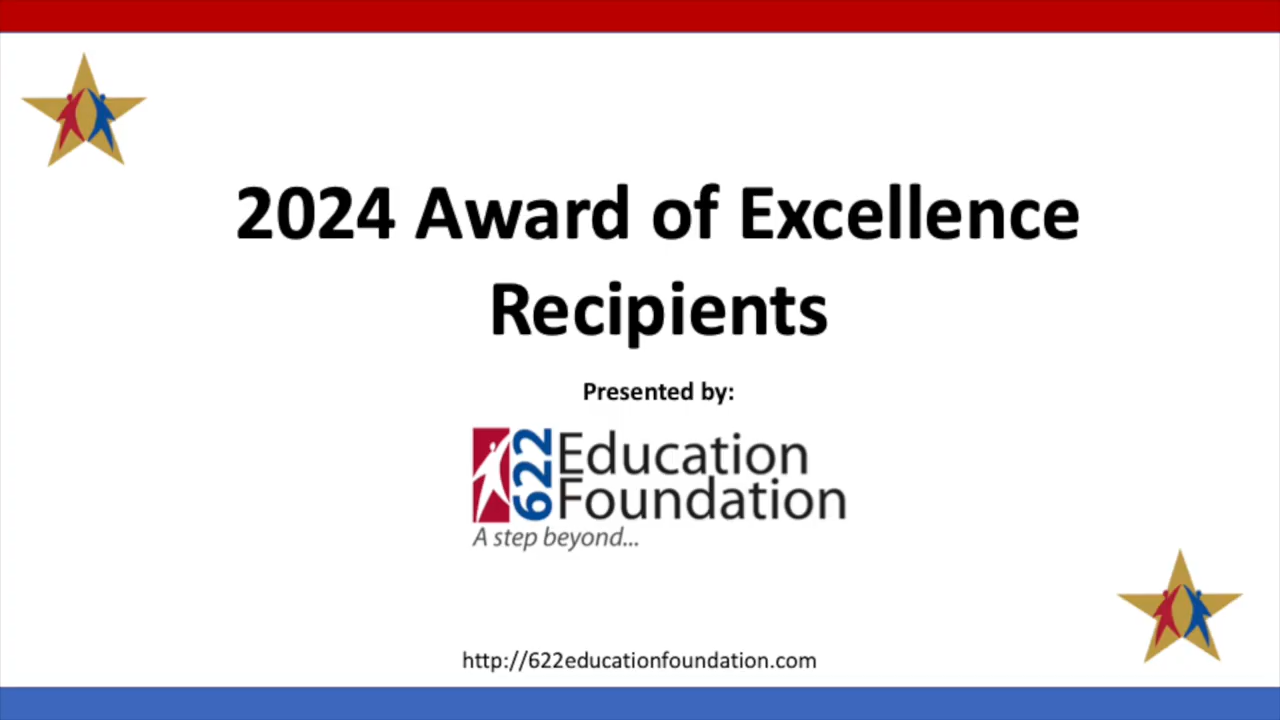 2024 Award of Excellence
Recipients
Presented by:
622 Education
Foundation
A step beyond...
http://622educationfoundation.com